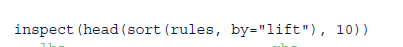 inspect(head(sort(rules, by="lift"), 10))